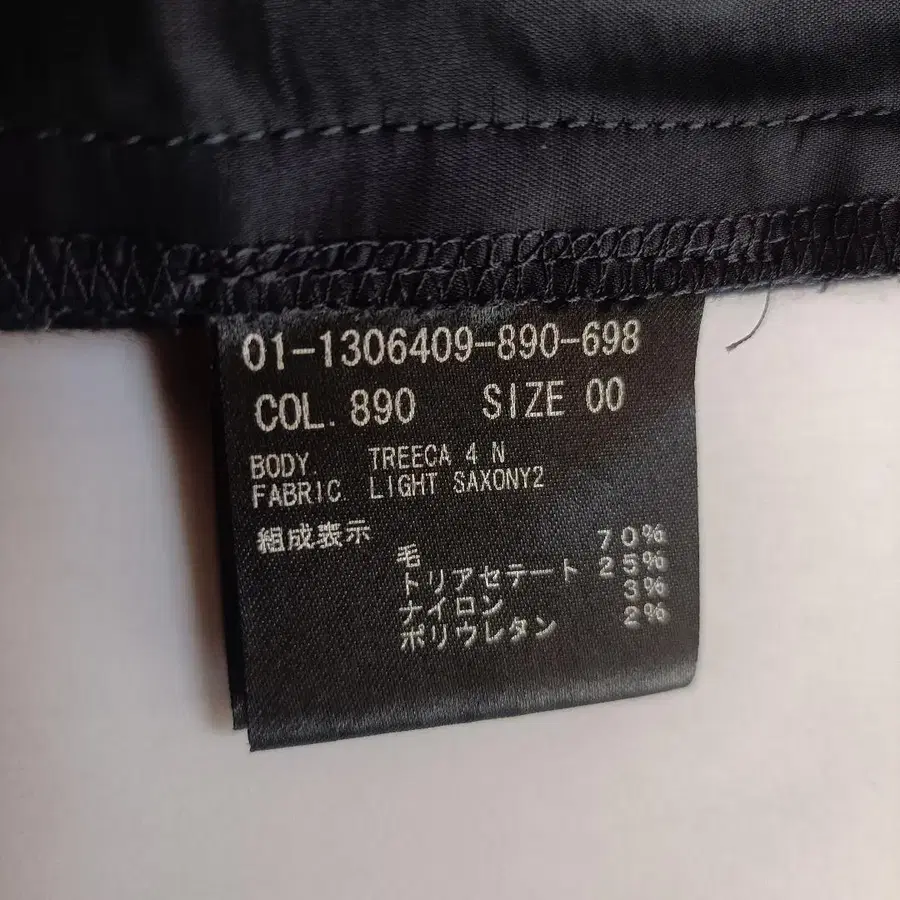 01-1306409-890-698
COL. 890 SIZE 00
BODY. TREECA 4 N
FABRIC LIGHT SAXONY2
組成表示
毛 70%
トリアセテート 25%
ナイロン 3%
ポリウレタン 2%